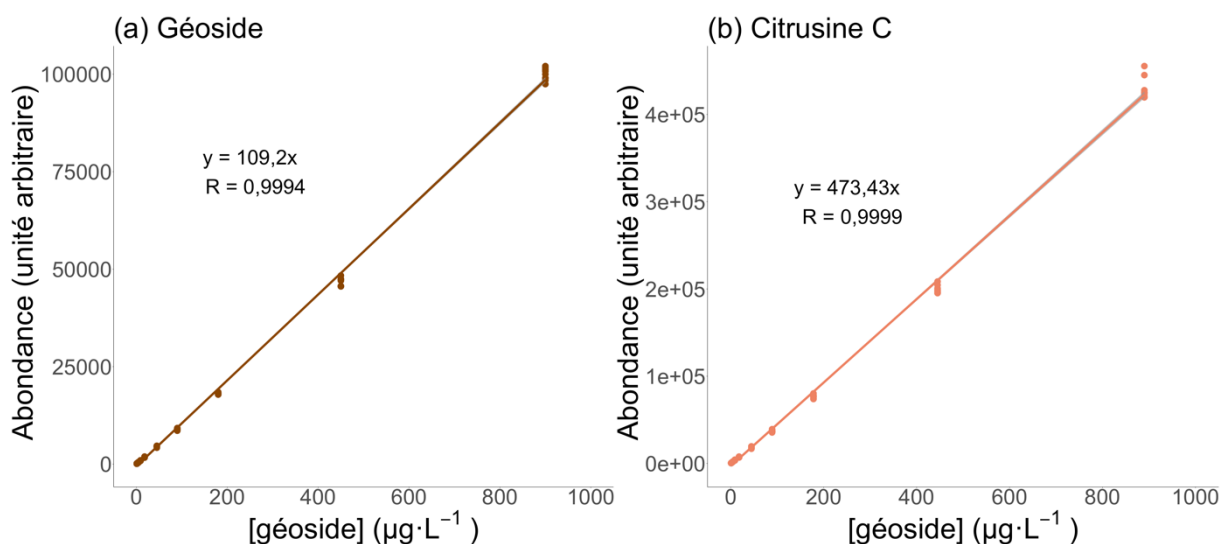 (a) Géoside
Abondance (unité arbitraire)
100000
75000
50000
25000
0
y = 109,2x
R = 0,9994
0 200 400 600 800 1000
[géoside] (µg·L⁻¹)
(b) Citrusine C
Abondance (unité arbitraire)
4e+05
3e+05
2e+05
1e+05
0e+00
y = 473,43x
R = 0,9999
0 200 400 600 800 1000
[géoside] (µg·L⁻¹)